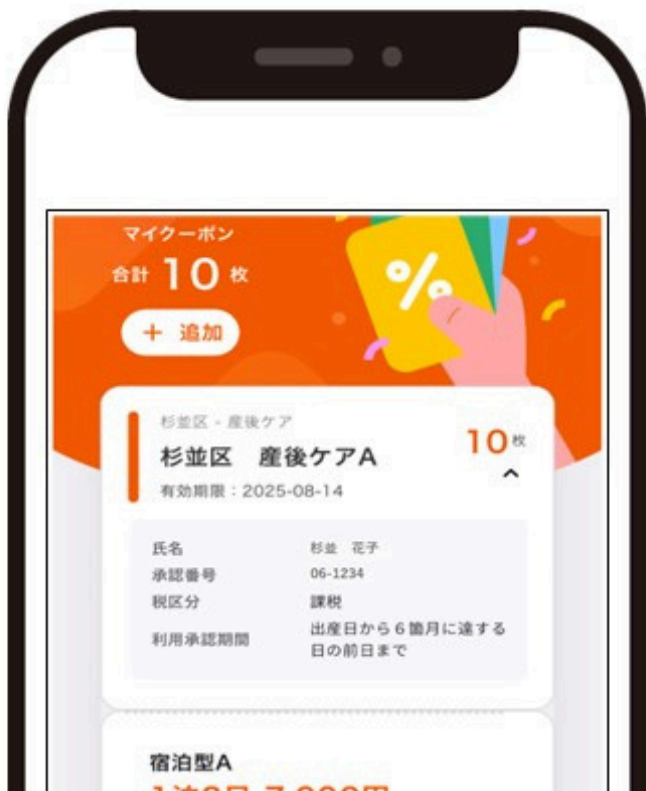 マイクーポン
合計 10 枚
＋ 追加
%
杉並区 - 産後ケア
杉並区　産後ケアA
10枚
有効期限：2025-08-14
氏名 杉並　花子
承認番号 06-1234
税区分 課税
利用承認期間 出産日から６箇月に達する
日の前日まで
宿泊型A